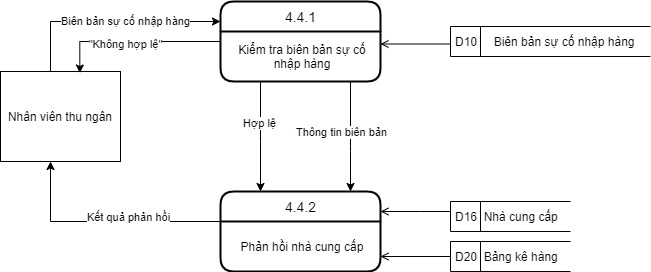 Biên bản sự cố nhập hàng
"Không hợp lệ"
4.4.1
Kiểm tra biên bản sự cố
nhập hàng
D10
Biên bản sự cố nhập hàng
Nhân viên thu ngân
Hợp lệ
Thông tin biên bản
Kết quả phản hồi
4.4.2
Phản hồi nhà cung cấp
D16
Nhà cung cấp
D20
Bảng kê hàng